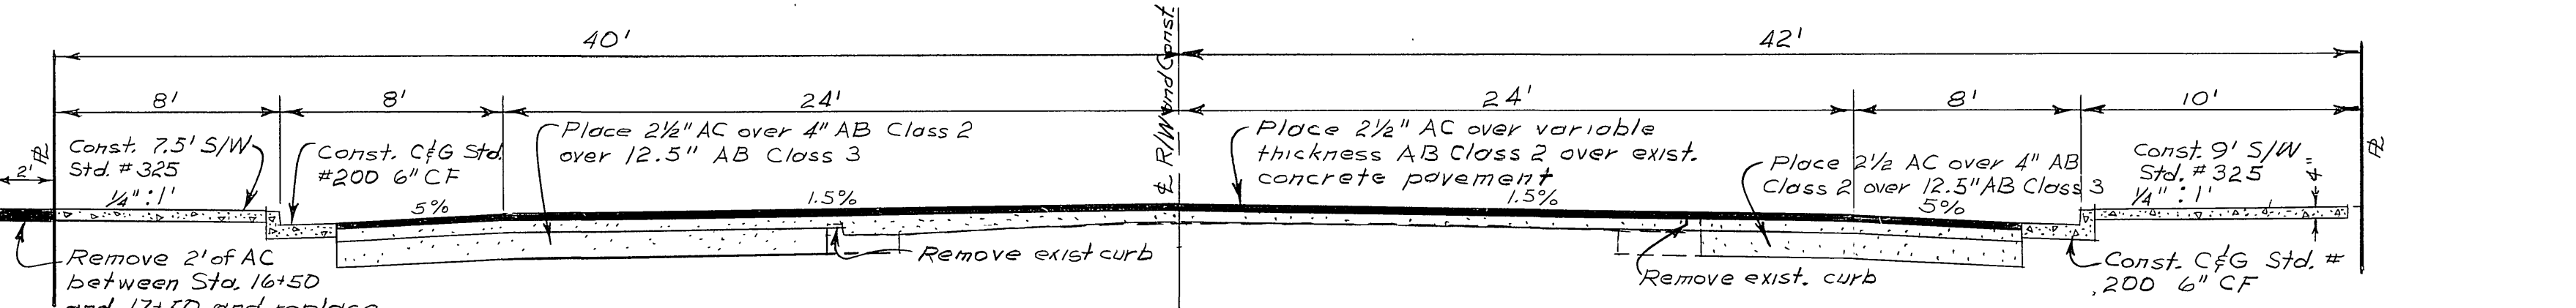 40'
42'
8'
8'
24'
24'
8'
10'
℄ R/W and Const.
2'
℄
Const. 7.5' S/W
Std. #325
¼" : 1'
Const. C&G Std.
#200 6" CF
5%
Place 2½" AC over 4" AB Class 2
over 12.5" AB Class 3
1.5%
Place 2½" AC over variable
thickness AB Class 2 over exist.
concrete pavement
1.5%
Place 2½ AC over 4" AB
Class 2 over 12.5" AB Class 3
5%
Const. 9' S/W
Std. #325
¼" : 1'
4"
Remove 2' of AC
between Sta. 16+50
and 17+50 and replace
Remove exist curb
Remove exist. curb
Const. C&G Std. #
200 6" CF